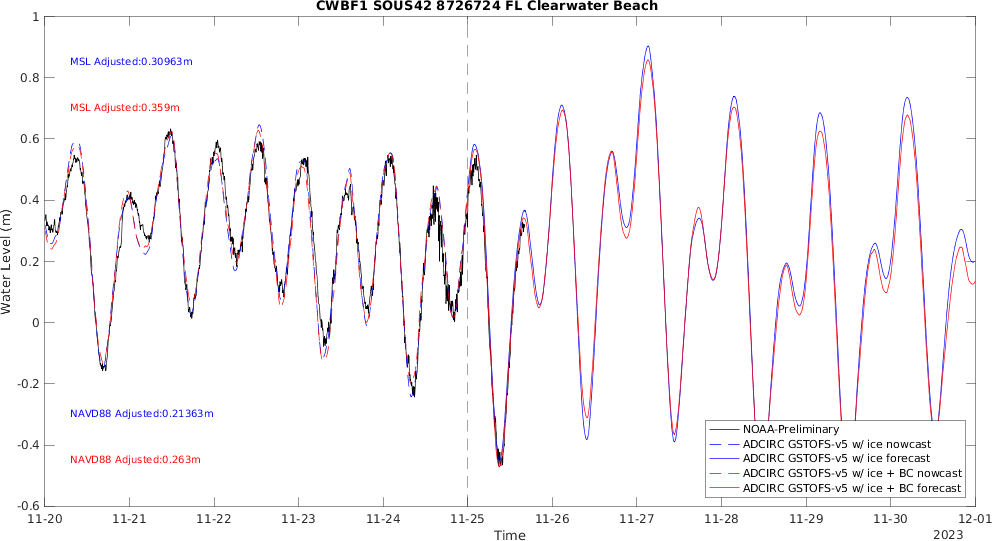 CWBF1 SOUS42 8726724 FL Clearwater Beach
Water Level (m)
1
0.8
0.6
0.4
0.2
0
-0.2
-0.4
-0.6
MSL Adjusted:0.30963m
MSL Adjusted:0.359m
NAVD88 Adjusted:0.21363m
NAVD88 Adjusted:0.263m
NOAA-Preliminary
ADCIRC GSTOFS-v5 w/ ice nowcast
ADCIRC GSTOFS-v5 w/ ice forecast
ADCIRC GSTOFS-v5 w/ ice + BC nowcast
ADCIRC GSTOFS-v5 w/ ice + BC forecast
11-20 11-21 11-22 11-23 11-24 11-25 11-26 11-27 11-28 11-29 11-30 12-01
Time
2023